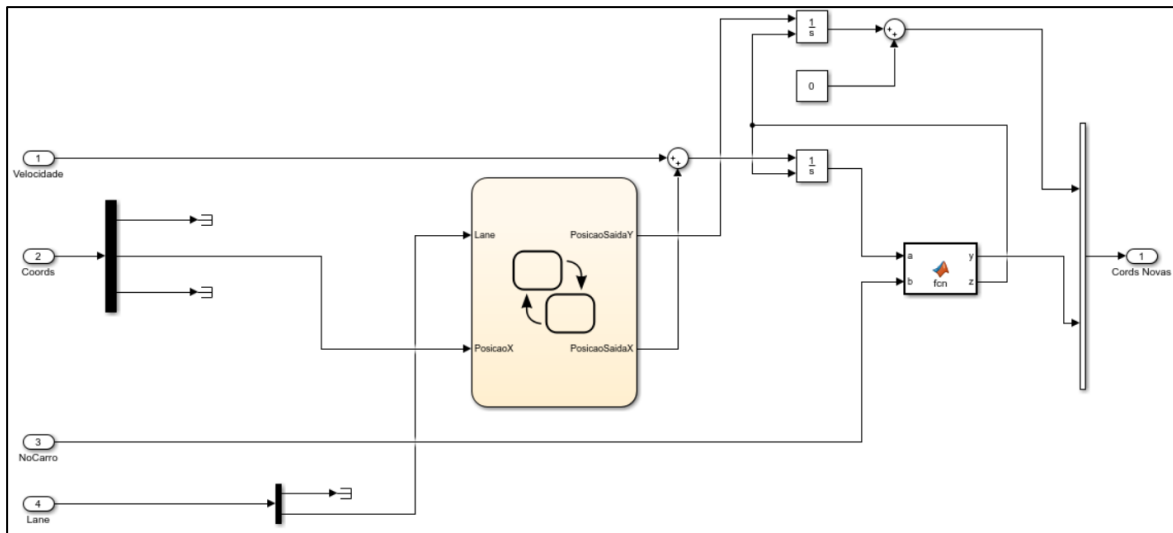 1
s
+
+
0
1
Velocidade
+
+
1
s
2
Coords
Lane
PosicaoSaidaY
PosicaoX
PosicaoSaidaX
a
b
fcn
y
z
1
Cords Novas
3
NoCarro
4
Lane